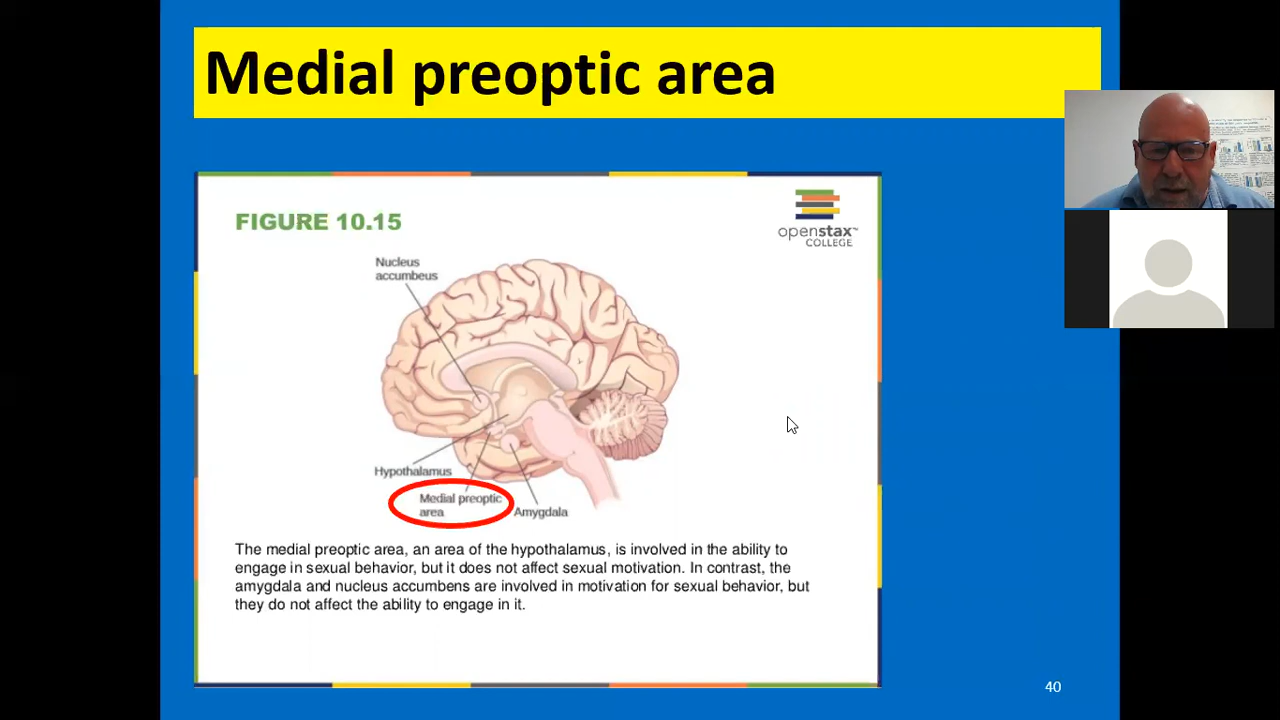 Medial preoptic area
FIGURE 10.15
openstax™
COLLEGE
Nucleus
accumbeus
Hypothalamus
Medial preoptic
area
Amygdala
The medial preoptic area, an area of the hypothalamus, is involved in the ability to
engage in sexual behavior, but it does not affect sexual motivation. In contrast, the
amygdala and nucleus accumbens are involved in motivation for sexual behavior, but
they do not affect the ability to engage in it.
40